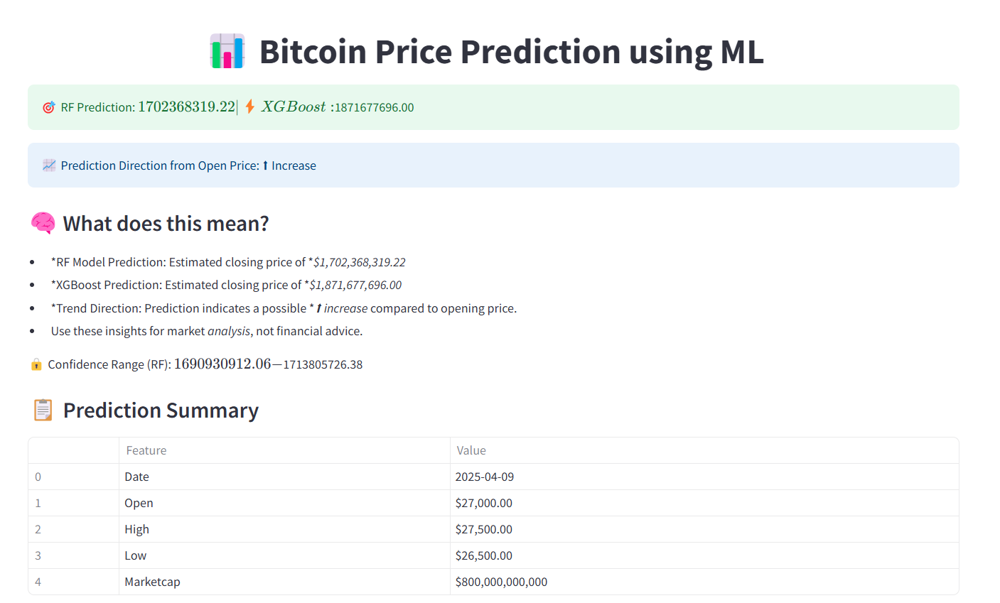 Bitcoin Price Prediction using ML
RF Prediction: 1702368319.22| XGBoost :1871677696.00
Prediction Direction from Open Price: ⬆ Increase
What does this mean?
• *RF Model Prediction: Estimated closing price of *$1,702,368,319.22
• *XGBoost Prediction: Estimated closing price of *$1,871,677,696.00
• *Trend Direction: Prediction indicates a possible * ⬆ increase compared to opening price.
• Use these insights for market analysis, not financial advice.
Confidence Range (RF): 1690930912.06—1713805726.38
Prediction Summary
Feature Value
0 Date 2025-04-09
1 Open $27,000.00
2 High $27,500.00
3 Low $26,500.00
4 Marketcap $800,000,000,000